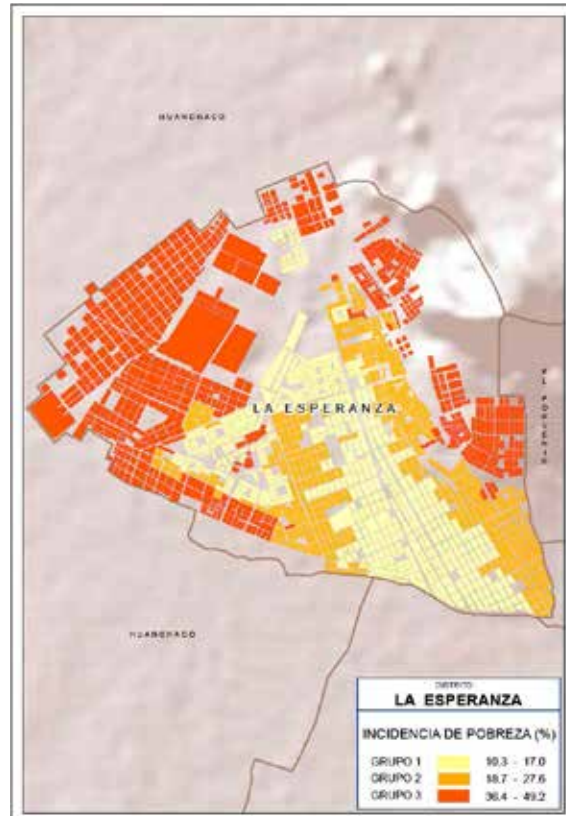 HUANCHACO
LA ESPERANZA
EL PORVENIR
HUANCHACO
DISTRITO
LA ESPERANZA
INCIDENCIA DE POBREZA (%)
GRUPO 1 10.3 - 17.0
GRUPO 2 18.7 - 27.6
GRUPO 3 36.4 - 49.2